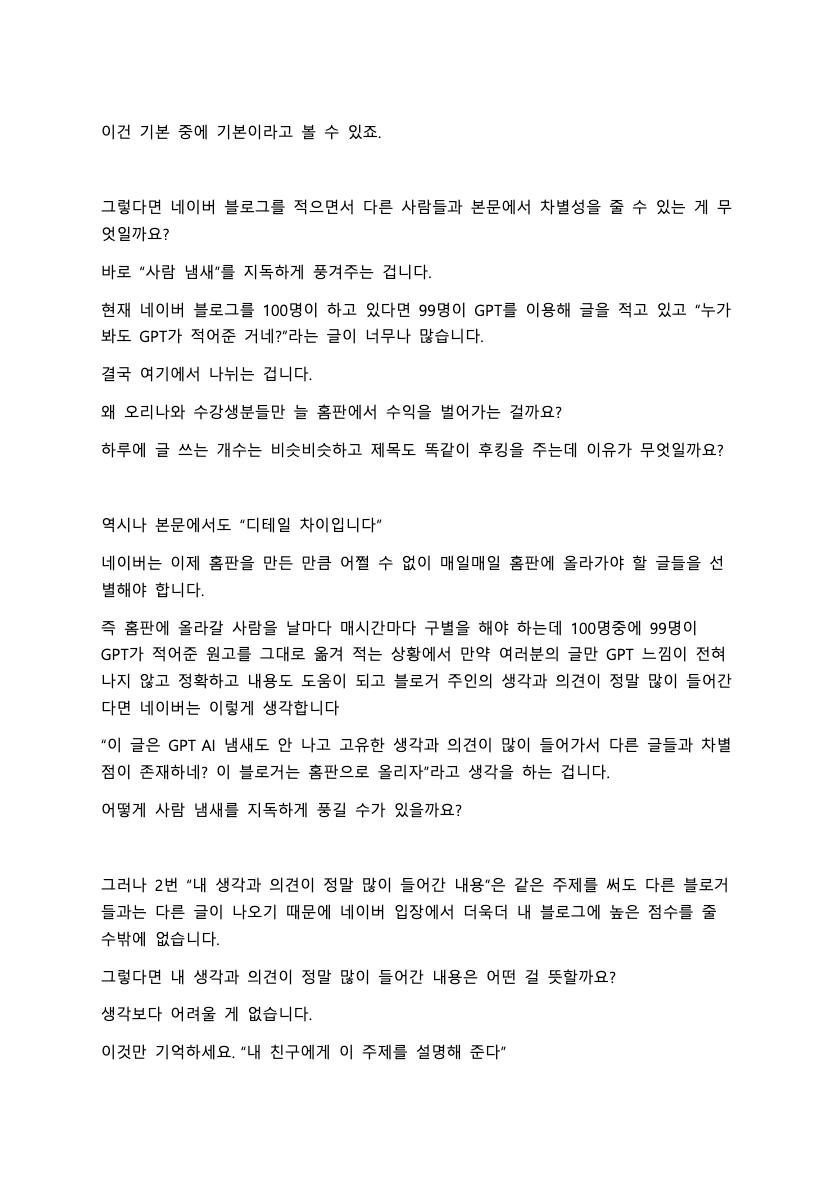 이건 기본 중에 기본이라고 볼 수 있죠.
그렇다면 네이버 블로그를 적으면서 다른 사람들과 본문에서 차별성을 줄 수 있는 게 무
엇일까요?
바로 “사람 냄새”를 지독하게 풍겨주는 겁니다.
현재 네이버 블로그를 100명이 하고 있다면 99명이 GPT를 이용해 글을 적고 있고 “누가
봐도 GPT가 적어준 거네?”라는 글이 너무나 많습니다.
결국 여기에서 나뉘는 겁니다.
왜 오리나와 수강생분들만 늘 홈판에서 수익을 벌어가는 걸까요?
하루에 글 쓰는 개수는 비슷비슷하고 제목도 똑같이 후킹을 주는데 이유가 무엇일까요?
역시나 본문에서도 “디테일 차이입니다”
네이버는 이제 홈판을 만든 만큼 어쩔 수 없이 매일매일 홈판에 올라가야 할 글들을 선
별해야 합니다.
즉 홈판에 올라갈 사람을 날마다 매시간마다 구별을 해야 하는데 100명중에 99명이
GPT가 적어준 원고를 그대로 옮겨 적는 상황에서 만약 여러분의 글만 GPT 느낌이 전혀
나지 않고 정확하고 내용도 도움이 되고 블로거 주인의 생각과 의견이 정말 많이 들어간
다면 네이버는 이렇게 생각합니다
“이 글은 GPT AI 냄새도 안 나고 고유한 생각과 의견이 많이 들어가서 다른 글들과 차별
점이 존재하네? 이 블로거는 홈판으로 올리자”라고 생각을 하는 겁니다.
어떻게 사람 냄새를 지독하게 풍길 수가 있을까요?
그러나 2번 “내 생각과 의견이 정말 많이 들어간 내용”은 같은 주제를 써도 다른 블로거
들과는 다른 글이 나오기 때문에 네이버 입장에서 더욱더 내 블로그에 높은 점수를 줄
수밖에 없습니다.
그렇다면 내 생각과 의견이 정말 많이 들어간 내용은 어떤 걸 뜻할까요?
생각보다 어려울 게 없습니다.
이것만 기억하세요. “내 친구에게 이 주제를 설명해 준다”